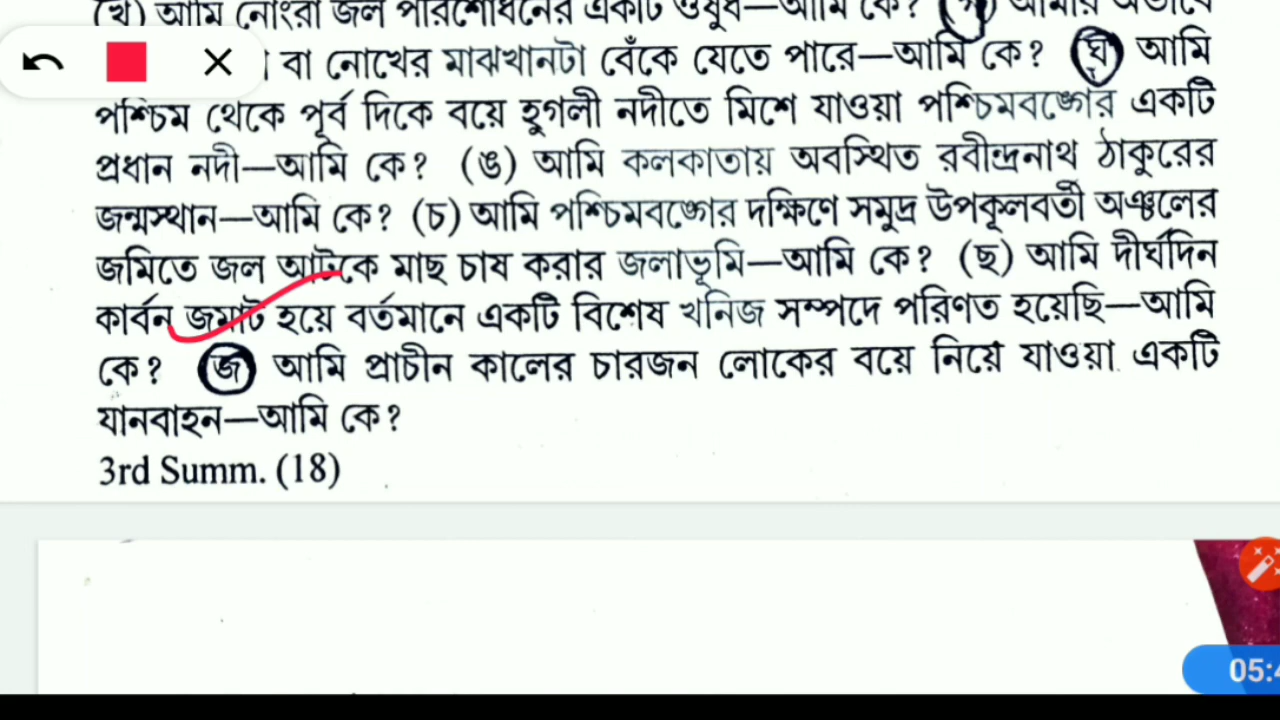 (খ) আমি নোংরা জল পরিশোধনের একটি ওষুধ—আমি কে? (গ) আমার অভাবে
বা নোখের মাঝখানটা বেঁকে যেতে পারে—আমি কে? (ঘ) আমি
পশ্চিম থেকে পূর্ব দিকে বয়ে হুগলী নদীতে মিশে যাওয়া পশ্চিমবঙ্গের একটি
প্রধান নদী—আমি কে? (ঙ) আমি কলকাতায় অবস্থিত রবীন্দ্রনাথ ঠাকুরের
জন্মস্থান—আমি কে? (চ) আমি পশ্চিমবঙ্গের দক্ষিণে সমুদ্র উপকূলবর্তী অঞ্চলের
জমিতে জল আটকে মাছ চাষ করার জলাভূমি—আমি কে? (ছ) আমি দীর্ঘদিন
কার্বন জমাট হয়ে বর্তমানে একটি বিশেষ খনিজ সম্পদে পরিণত হয়েছি—আমি
কে? (জ) আমি প্রাচীন কালের চারজন লোকের বয়ে নিয়ে যাওয়া একটি
যানবাহন—আমি কে?
3rd Summ. (18)